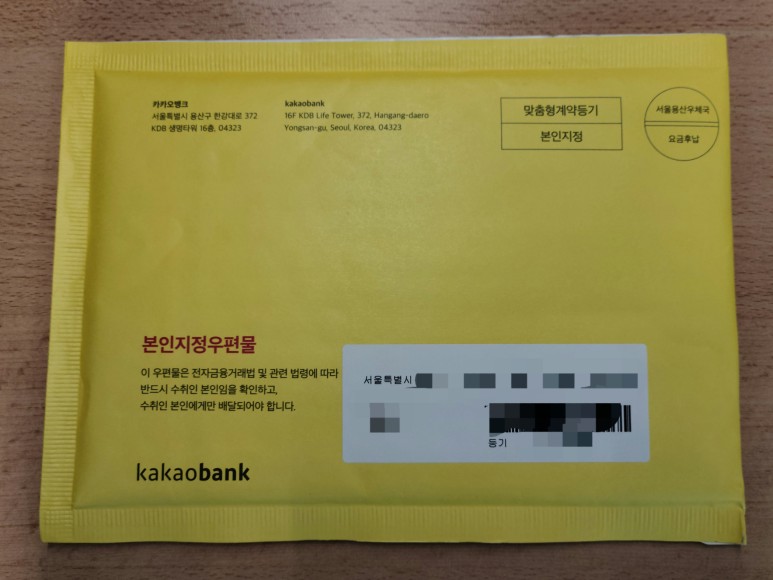 카카오뱅크
서울특별시 용산구 한강대로 372
KDB 생명타워 16층, 04323
kakaobank
16F KDB Life Tower, 372, Hangang-daero
Yongsan-gu, Seoul, Korea, 04323
맞춤형계약등기
본인지정
서울용산우체국
요금후납
본인지정우편물
이 우편물은 전자금융거래법 및 관련 법령에 따라
반드시 수취인 본인임을 확인하고,
수취인 본인에게만 배달되어야 합니다.
서울특별시
등기
kakaobank